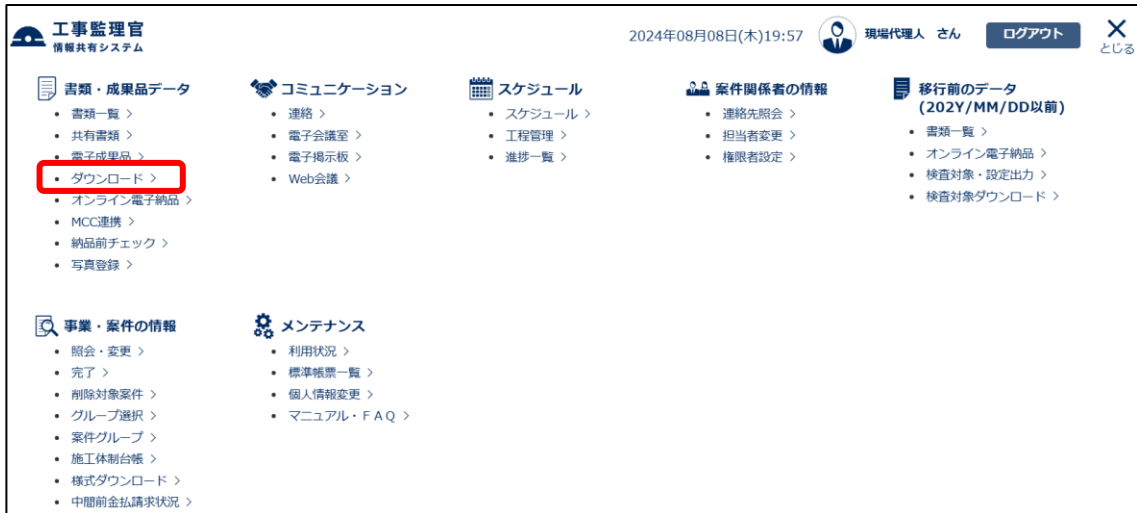 工事監理官
情報共有システム
2024年08月08日(木)19:57
現場代理人 さん
ログアウト
とじる
書類・成果品データ
書類一覧 >
共有書類 >
電子成果品 >
ダウンロード >
オンライン電子納品 >
MCC連携 >
納品前チェック >
写真登録 >
コミュニケーション
連絡 >
電子会議室 >
電子掲示板 >
Web会議 >
スケジュール
スケジュール >
工程管理 >
進捗一覧 >
案件関係者の情報
連絡先照会 >
担当者変更 >
権限者設定 >
移行前のデータ
(202Y/MM/DD以前)
書類一覧 >
オンライン電子納品 >
検査対象・設定出力 >
検査対象ダウンロード >
事業・案件の情報
照会・変更 >
完了 >
削除対象案件 >
グループ選択 >
案件グループ >
施工体制台帳 >
様式ダウンロード >
中間前金払請求状況 >
メンテナンス
利用状況 >
標準帳票一覧 >
個人情報変更 >
マニュアル・ＦＡＱ >